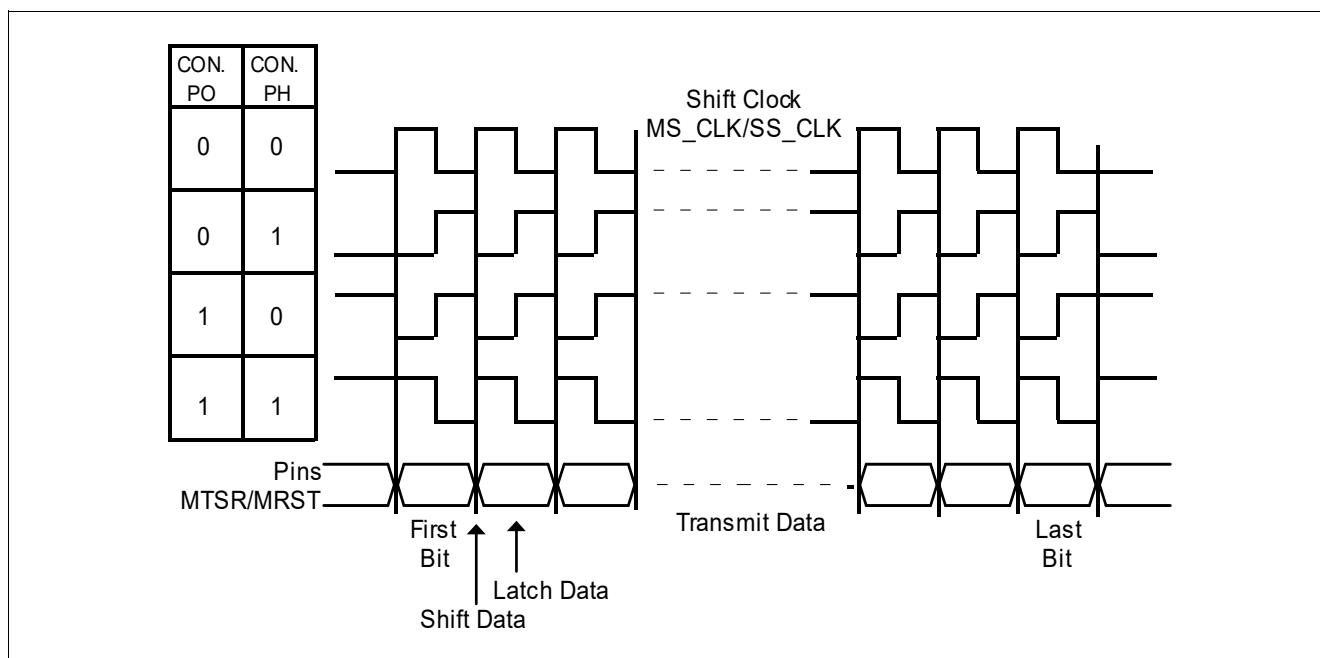 CON. CON.
PO PH
0 0
0 1
1 0
1 1
Shift Clock
MS_CLK/SS_CLK
Pins
MTSR/MRST
First
Bit
Transmit Data
Last
Bit
Latch Data
Shift Data